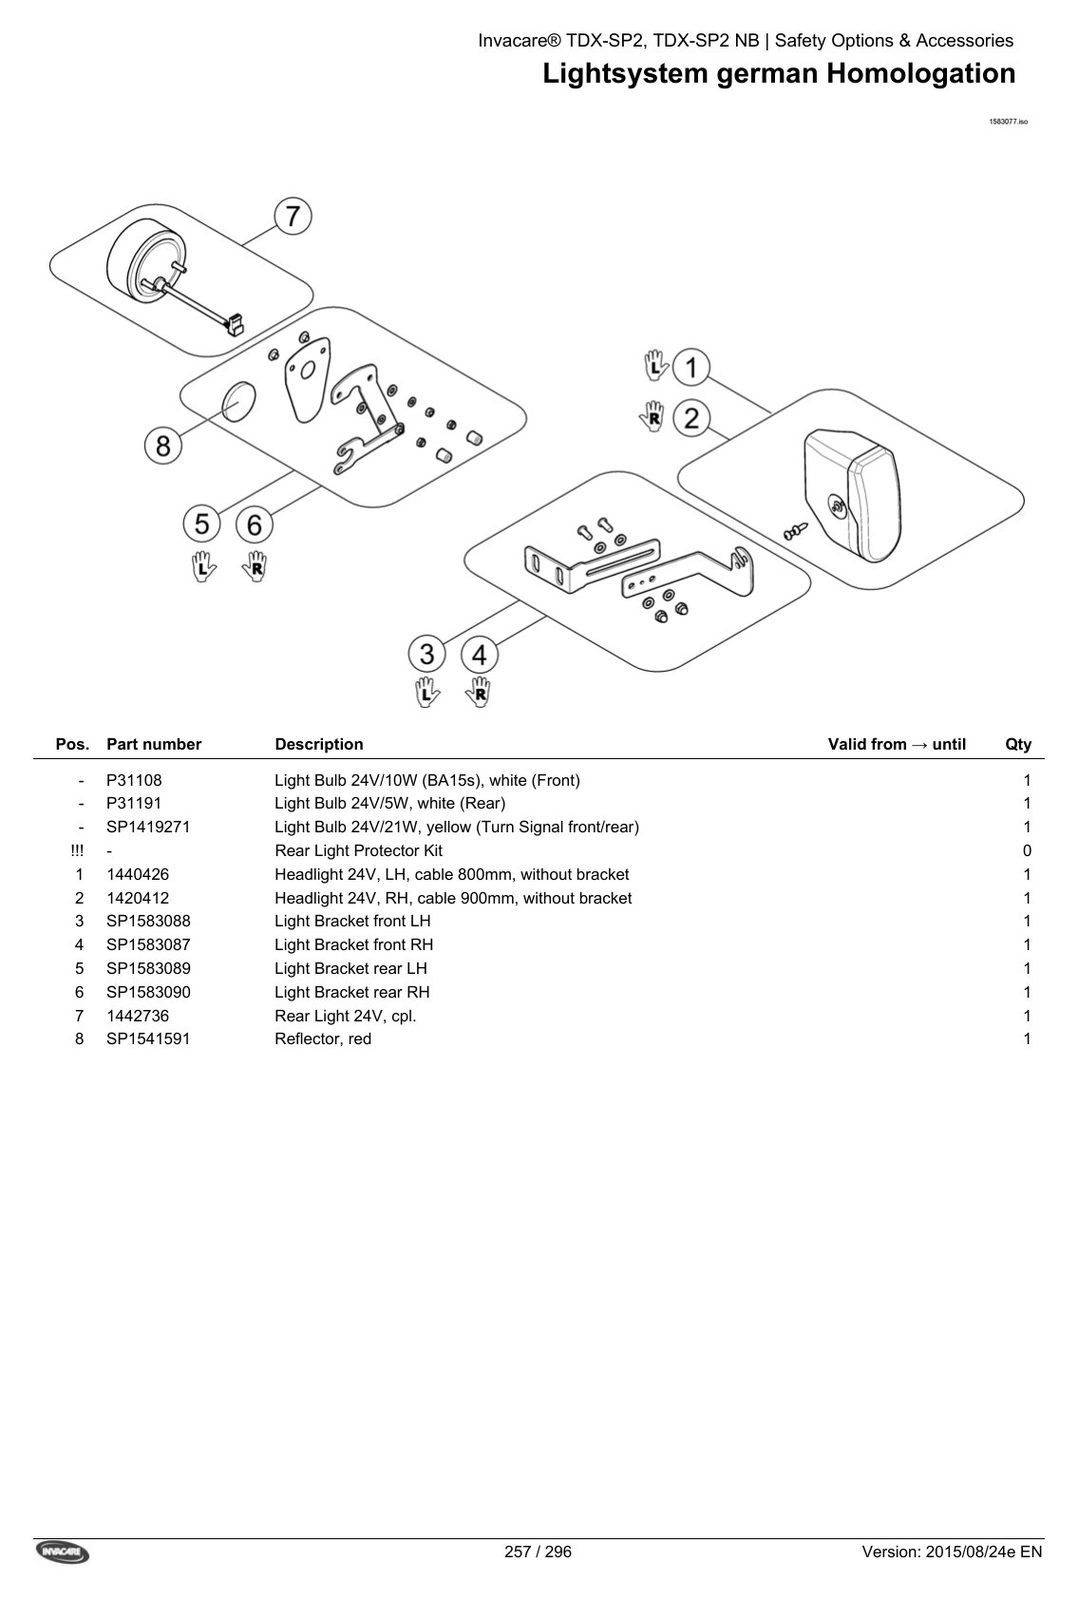 Invacare® TDX-SP2, TDX-SP2 NB | Safety Options & Accessories
Lightsystem german Homologation
1583077.iso
7
L 1
R 2
8
5 6
L R
3 4
L R
Pos. Part number Description Valid from → until Qty
- P31108 Light Bulb 24V/10W (BA15s), white (Front) 1
- P31191 Light Bulb 24V/5W, white (Rear) 1
- SP1419271 Light Bulb 24V/21W, yellow (Turn Signal front/rear) 1
!!! - Rear Light Protector Kit 0
1 1440426 Headlight 24V, LH, cable 800mm, without bracket 1
2 1420412 Headlight 24V, RH, cable 900mm, without bracket 1
3 SP1583088 Light Bracket front LH 1
4 SP1583087 Light Bracket front RH 1
5 SP1583089 Light Bracket rear LH 1
6 SP1583090 Light Bracket rear RH 1
7 1442736 Rear Light 24V, cpl. 1
8 SP1541591 Reflector, red 1
INVACARE 257 / 296 Version: 2015/08/24e EN